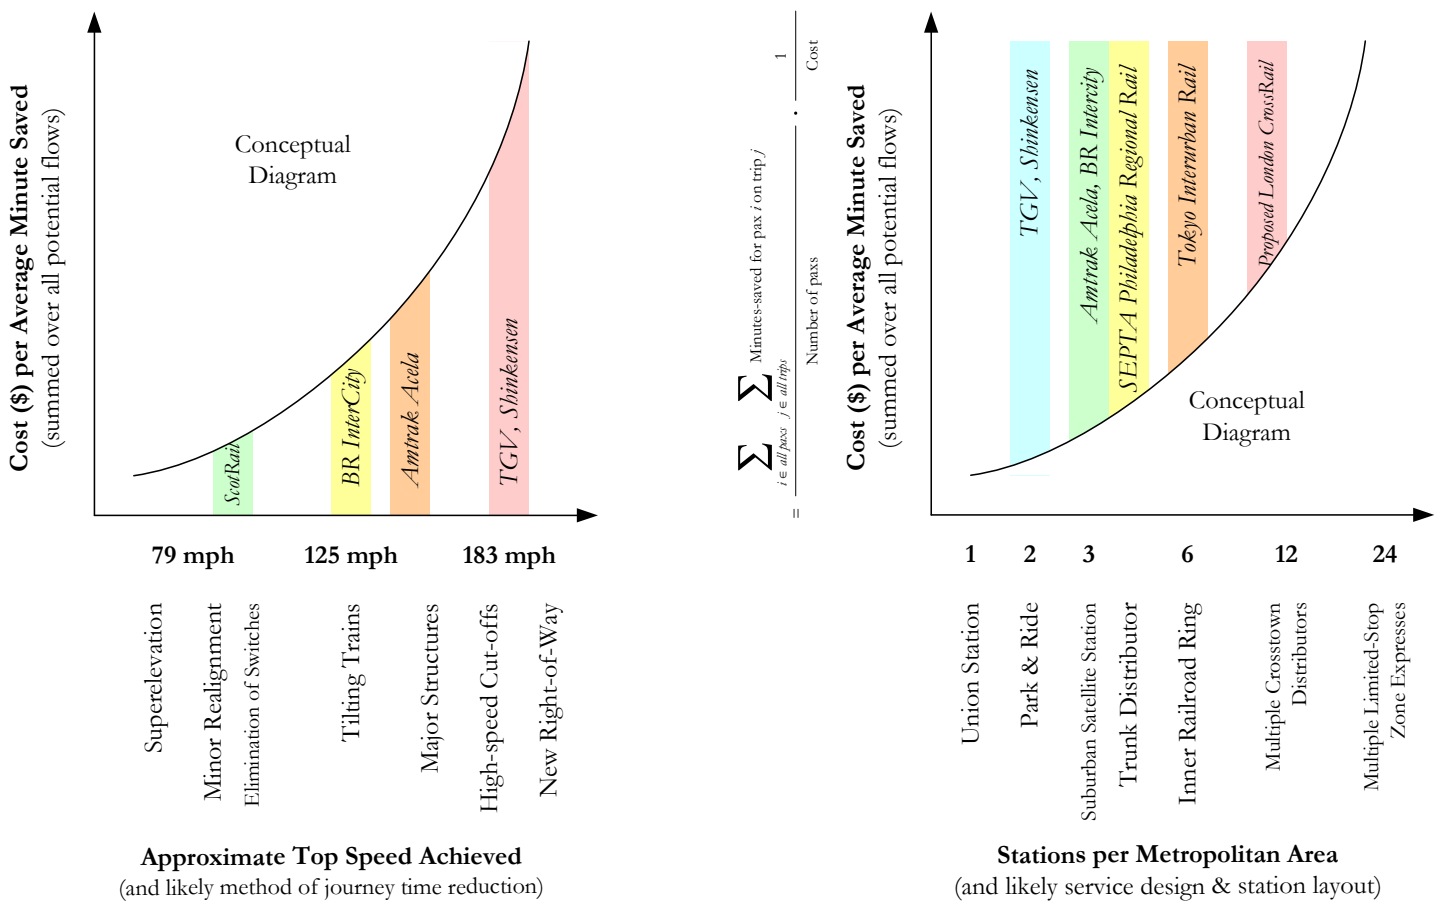 Cost ($) per Average Minute Saved
(summed over all potential flows)
Conceptual
Diagram
ScotRail
BR InterCity
Amtrak Acela
TGV, Shinkensen
79 mph
125 mph
183 mph
Superelevation
Minor Realignment
Elimination of Switches
Tilting Trains
Major Structures
High-speed Cut-offs
New Right-of-Way
Approximate Top Speed Achieved
(and likely method of journey time reduction)
= ∑ ∑ Minutes-saved for pax i on trip j · 1
i ∈ all paxs j ∈ all trips
Number of paxs
Cost
Cost ($) per Average Minute Saved
(summed over all potential flows)
TGV, Shinkensen
Amtrak Acela, BR Intercity
SEPTA Philadelphia Regional Rail
Tokyo Interurban Rail
Proposed London CrossRail
Conceptual
Diagram
1
2
3
6
12
24
Union Station
Park & Ride
Suburban Satellite Station
Trunk Distributor
Inner Railroad Ring
Multiple Crosstown
Distributors
Multiple Limited-Stop
Zone Expresses
Stations per Metropolitan Area
(and likely service design & station layout)